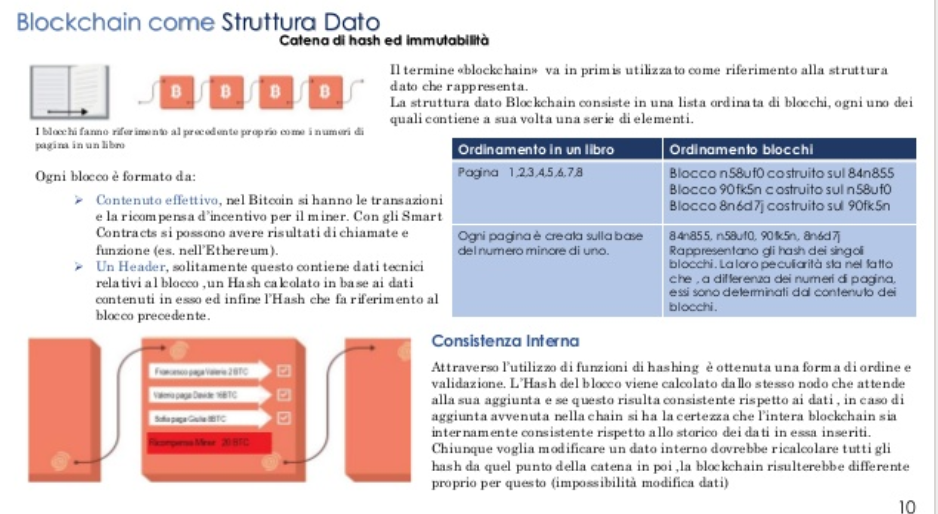 Blockchain come Struttura Dato
Catena di hash ed immutabilità
I blocchi fanno riferimento al precedente proprio come i numeri di
pagina in un libro
Il termine «blockchain» va in primis utilizzato come riferimento alla struttura
dato che rappresenta.
La struttura dato Blockchain consiste in una lista ordinata di blocchi, ogni uno dei
quali contiene a sua volta una serie di elementi.
Ogni blocco è formato da:
➢ Contenuto effettivo, nel Bitcoin si hanno le transazioni
e la ricompensa d'incentivo per il miner. Con gli Smart
Contracts si possono avere risultati di chiamate e
funzione (es. nell'Ethereum).
➢ Un Header, solitamente questo contiene dati tecnici
relativi al blocco ,un Hash calcolato in base ai dati
contenuti in esso ed infine l'Hash che fa riferimento al
blocco precedente.
Ordinamento in un libro
Ordinamento blocchi
Pagina 1,2,3,4,5,6,7,8
Blocco n58uf0 costruito sul 84n855
Blocco 90fk5n costruito sul n58uf0
Blocco 8n6d7j costruito sul 90fk5n
Ogni pagina è creata sulla base
del numero minore di uno.
84n855, n58uf0, 90fk5n, 8n6d7j
Rappresentano gli hash dei singoli
blocchi. La loro peculiarità sta nel fatto
che , a differenza dei numeri di pagina,
essi sono determinati dal contenuto dei
blocchi.
Francesco paga Valerio 2 BTC
Valerio paga Davide 16BTC
Sofia paga Giulia 8BTC
Ricompensa Miner 26 BTC
Consistenza Interna
Attraverso l'utilizzo di funzioni di hashing è ottenuta una forma di ordine e
validazione. L'Hash del blocco viene calcolato dallo stesso nodo che attende
alla sua aggiunta e se questo risulta consistente rispetto ai dati , in caso di
aggiunta avvenuta nella chain si ha la certezza che l'intera blockchain sia
internamente consistente rispetto allo storico dei dati in essa inseriti.
Chiunque voglia modificare un dato interno dovrebbe ricalcolare tutti gli
hash da quel punto della catena in poi ,la blockchain risulterebbe differente
proprio per questo (impossibilità modifica dati)
10